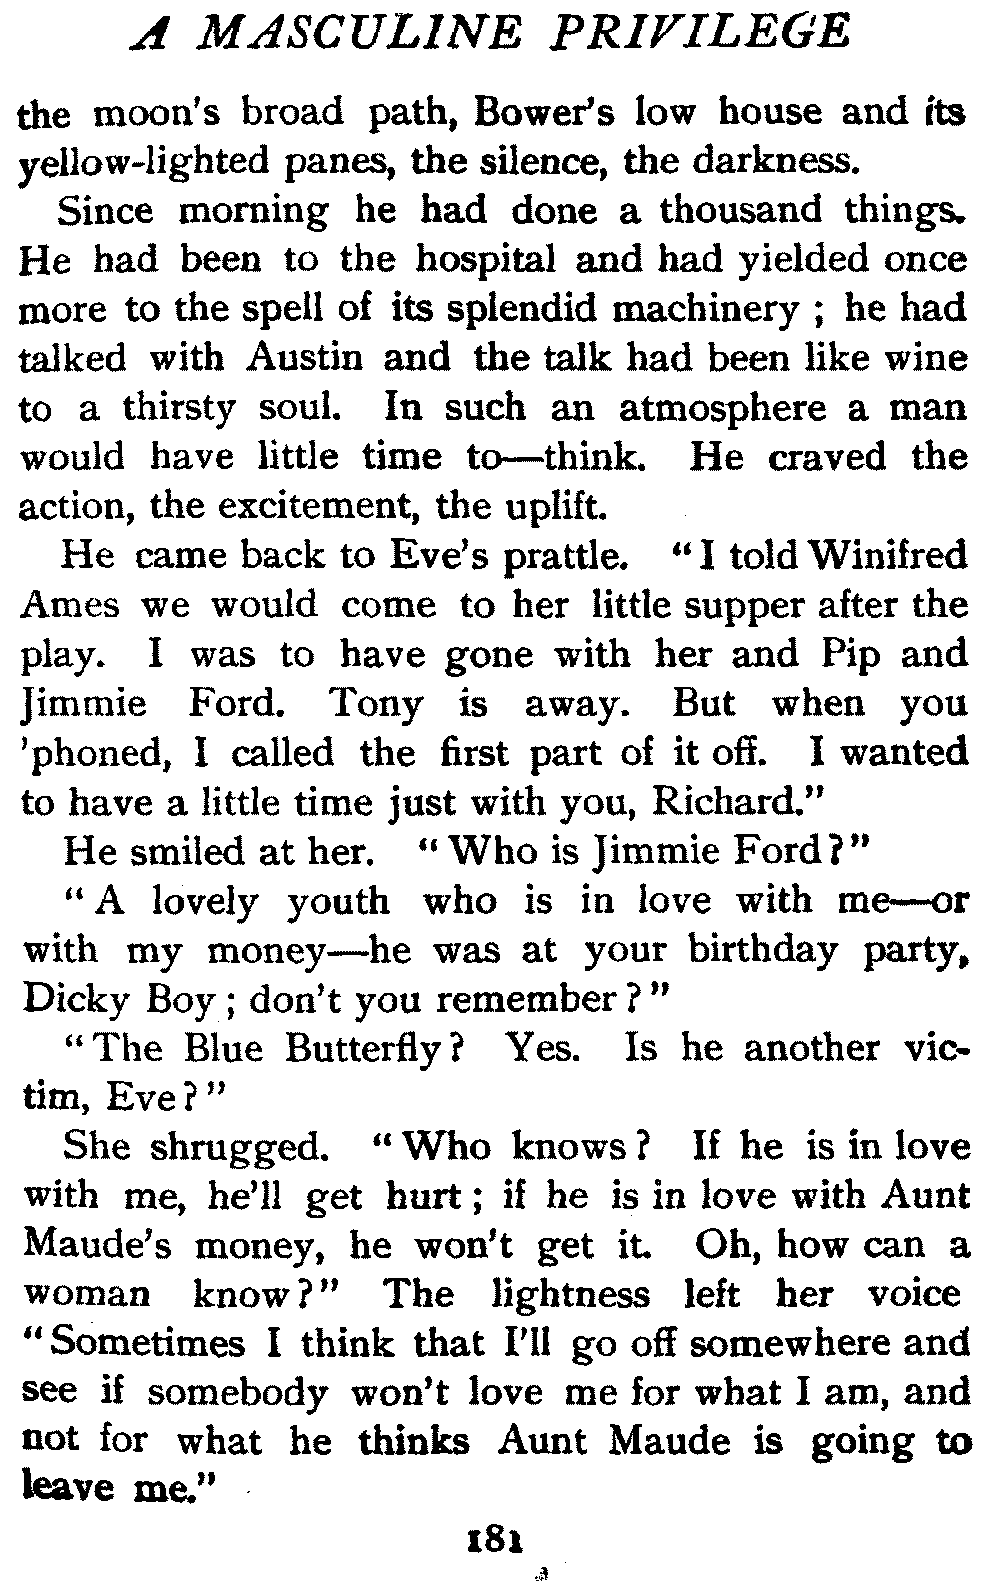 A MASCULINE PRIVILEGE
the moon's broad path, Bower's low house and its
yellow-lighted panes, the silence, the darkness.
Since morning he had done a thousand things.
He had been to the hospital and had yielded once
more to the spell of its splendid machinery ; he had
talked with Austin and the talk had been like wine
to a thirsty soul. In such an atmosphere a man
would have little time to—think. He craved the
action, the excitement, the uplift.
He came back to Eve's prattle. "I told Winifred
Ames we would come to her little supper after the
play. I was to have gone with her and Pip and
Jimmie Ford. Tony is away. But when you
'phoned, I called the first part of it off. I wanted
to have a little time just with you, Richard."
He smiled at her. "Who is Jimmie Ford?"
"A lovely youth who is in love with me—or
with my money—he was at your birthday party,
Dicky Boy ; don't you remember?"
"The Blue Butterfly? Yes. Is he another vic-
tim, Eve?"
She shrugged. "Who knows? If he is in love
with me, he'll get hurt ; if he is in love with Aunt
Maude's money, he won't get it. Oh, how can a
woman know?" The lightness left her voice
"Sometimes I think that I'll go off somewhere and
see if somebody won't love me for what I am, and
not for what he thinks Aunt Maude is going to
leave me."
181